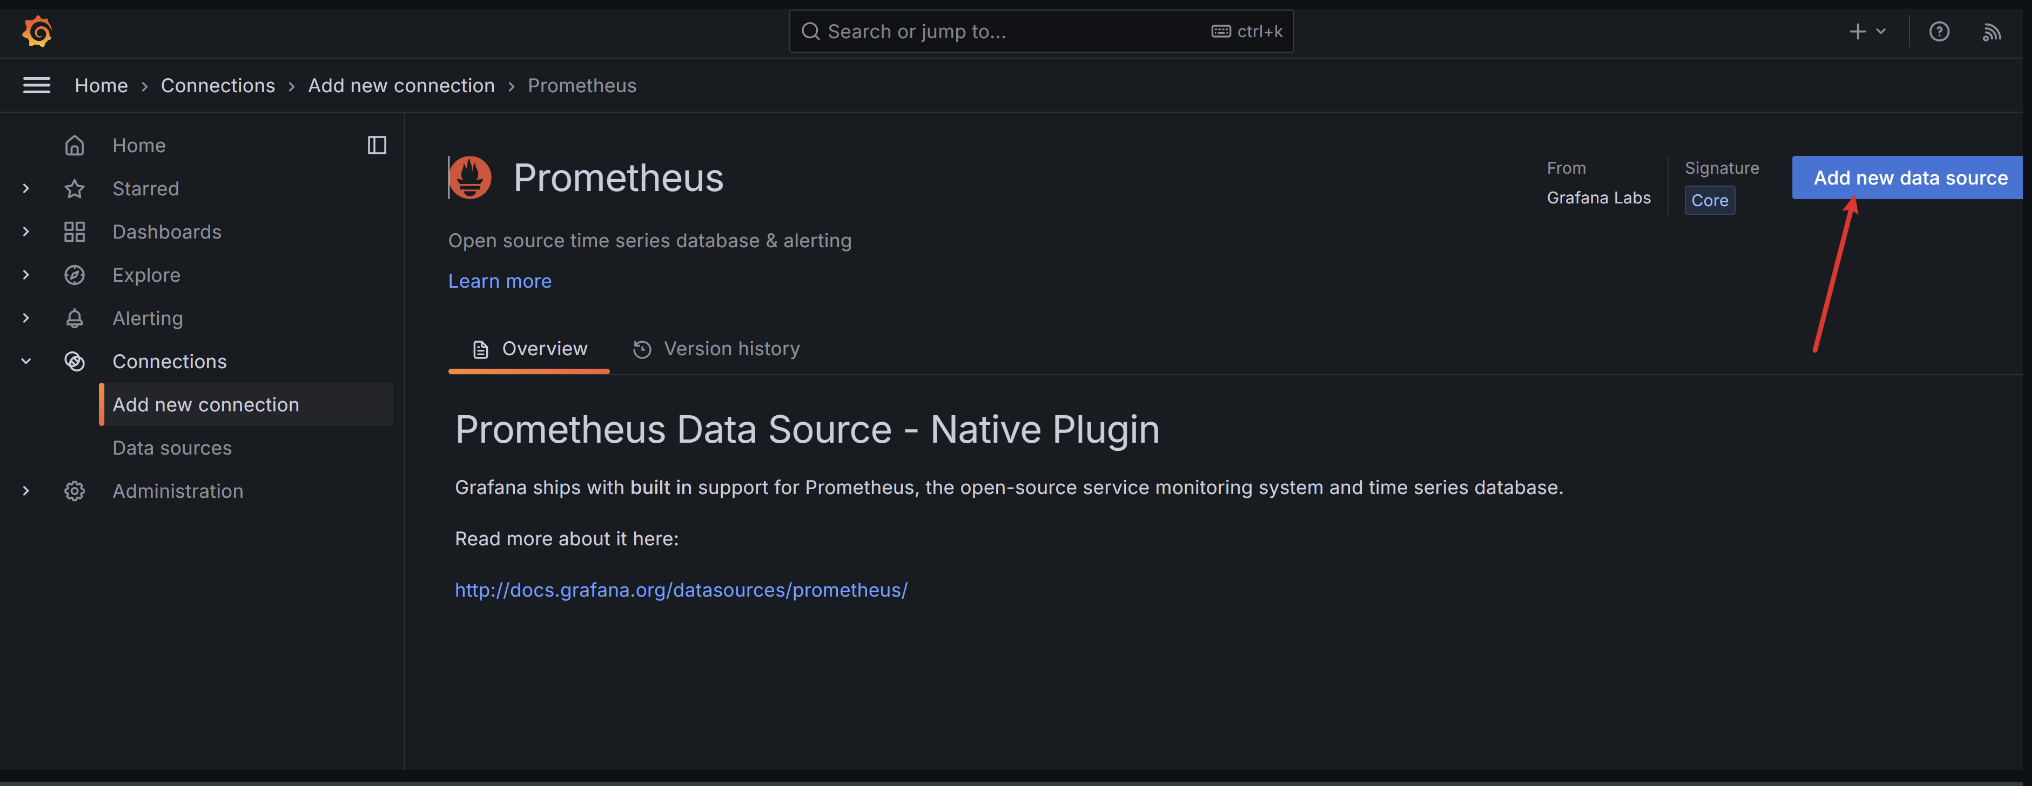 Search or jump to...
ctrl+k
Home › Connections › Add new connection › Prometheus
Home
Starred
Dashboards
Explore
Alerting
Connections
Add new connection
Data sources
Administration
Prometheus
From
Grafana Labs
Signature
Core
Add new data source
Open source time series database & alerting
Learn more
Overview
Version history
Prometheus Data Source - Native Plugin
Grafana ships with built in support for Prometheus, the open-source service monitoring system and time series database.
Read more about it here:
http://docs.grafana.org/datasources/prometheus/